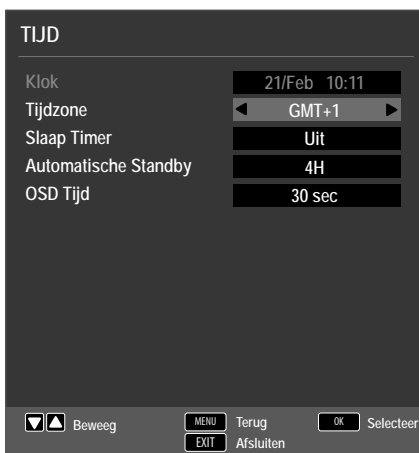 TIJD
Klok 21/Feb 10:11
Tijdzone GMT+1
Slaap Timer Uit
Automatische Standby 4H
OSD Tijd 30 sec
Beweeg MENU Terug OK Selecteer
EXIT Afsluiten